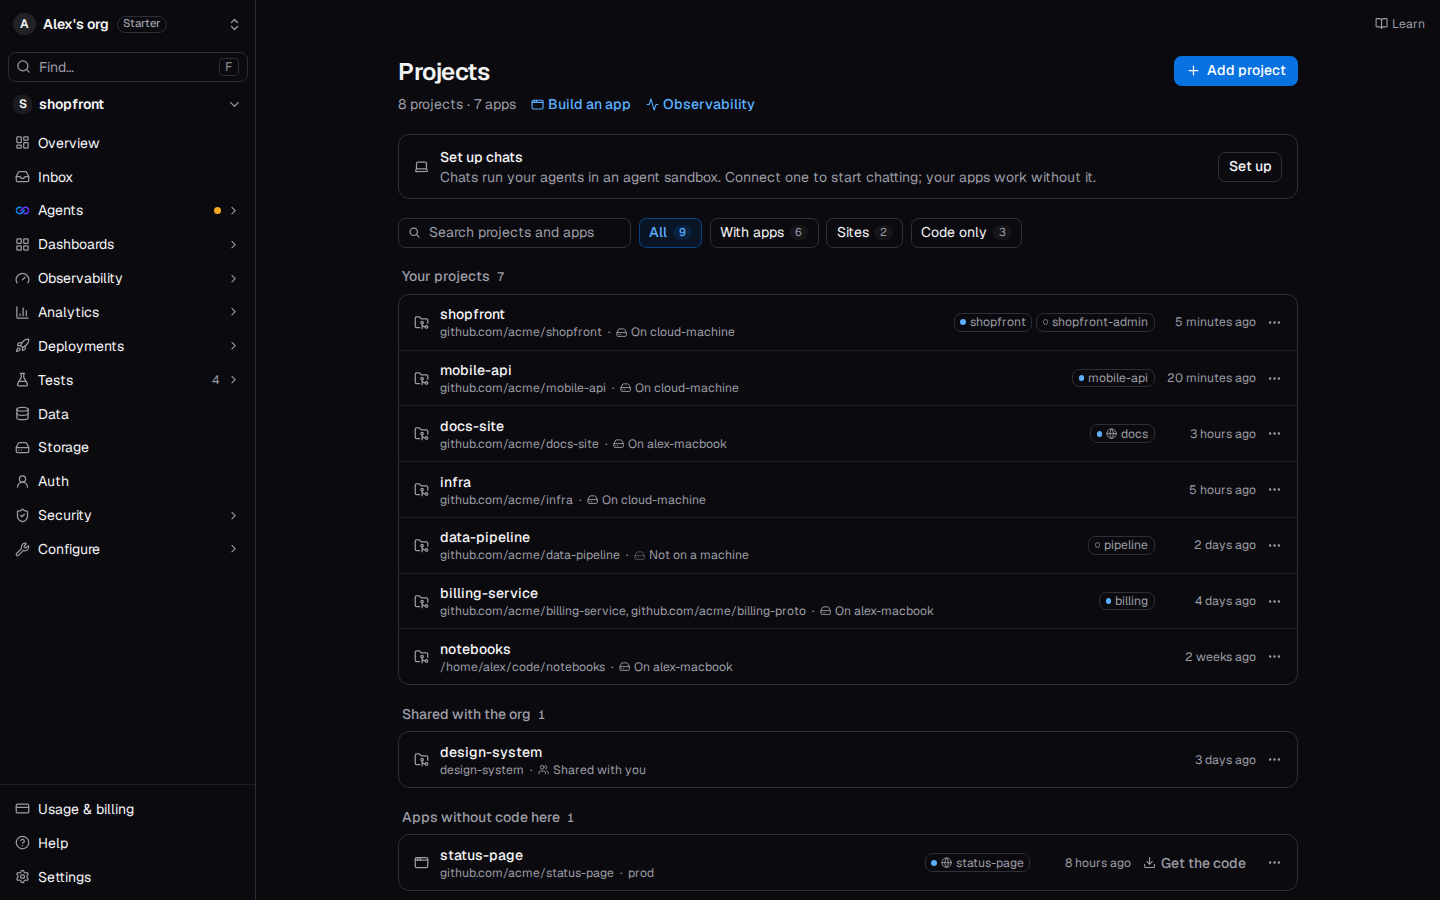 A Alex's org Starter
Learn
Find... F
S shopfront
Overview
Inbox
Agents
Dashboards
Observability
Analytics
Deployments
Tests 4
Data
Storage
Auth
Security
Configure
Usage & billing
Help
Settings
Projects
Add project
8 projects · 7 apps Build an app Observability
Set up chats
Chats run your agents in an agent sandbox. Connect one to start chatting; your apps work without it.
Set up
Search projects and apps All 9 With apps 6 Sites 2 Code only 3
Your projects 7
shopfront
github.com/acme/shopfront · On cloud-machine
shopfront shopfront-admin 5 minutes ago
mobile-api
github.com/acme/mobile-api · On cloud-machine
mobile-api 20 minutes ago
docs-site
github.com/acme/docs-site · On alex-macbook
docs 3 hours ago
infra
github.com/acme/infra · On cloud-machine
5 hours ago
data-pipeline
github.com/acme/data-pipeline · Not on a machine
pipeline 2 days ago
billing-service
github.com/acme/billing-service, github.com/acme/billing-proto · On alex-macbook
billing 4 days ago
notebooks
/home/alex/code/notebooks · On alex-macbook
2 weeks ago
Shared with the org 1
design-system
design-system · Shared with you
3 days ago
Apps without code here 1
status-page
github.com/acme/status-page · prod
status-page 8 hours ago Get the code